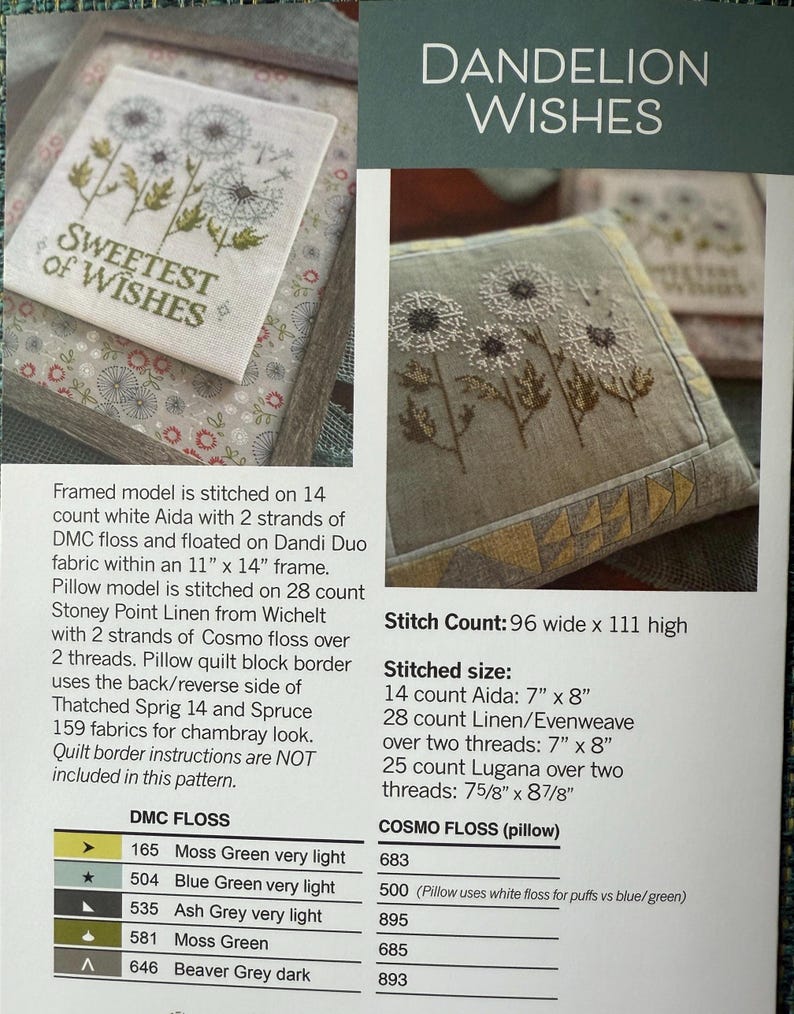 DANDELION
WISHES
SWEETEST
of WISHES
SWEETEST
Framed model is stitched on 14
count white Aida with 2 strands of
DMC floss and floated on Dandi Duo
fabric within an 11” x 14” frame.
Pillow model is stitched on 28 count
Stoney Point Linen from Wichelt
with 2 strands of Cosmo floss over
2 threads. Pillow quilt block border
uses the back/reverse side of
Thatched Sprig 14 and Spruce
159 fabrics for chambray look.
Quilt border instructions are NOT
included in this pattern.
Stitch Count: 96 wide x 111 high
Stitched size:
14 count Aida: 7” x 8”
28 count Linen/Evenweave
over two threads: 7” x 8”
25 count Lugana over two
threads: 75/8” x 87/8”
DMC FLOSS
COSMO FLOSS (pillow)
165 Moss Green very light 683
504 Blue Green very light 500 (Pillow uses white floss for puffs vs blue/green)
535 Ash Grey very light 895
581 Moss Green 685
646 Beaver Grey dark 893